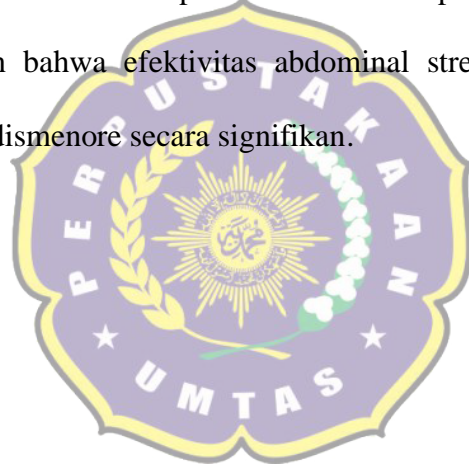 n bahwa efektivitas abdominal stre
dismenore secara signifikan.
PERPUSTAKAAN
UMTAS